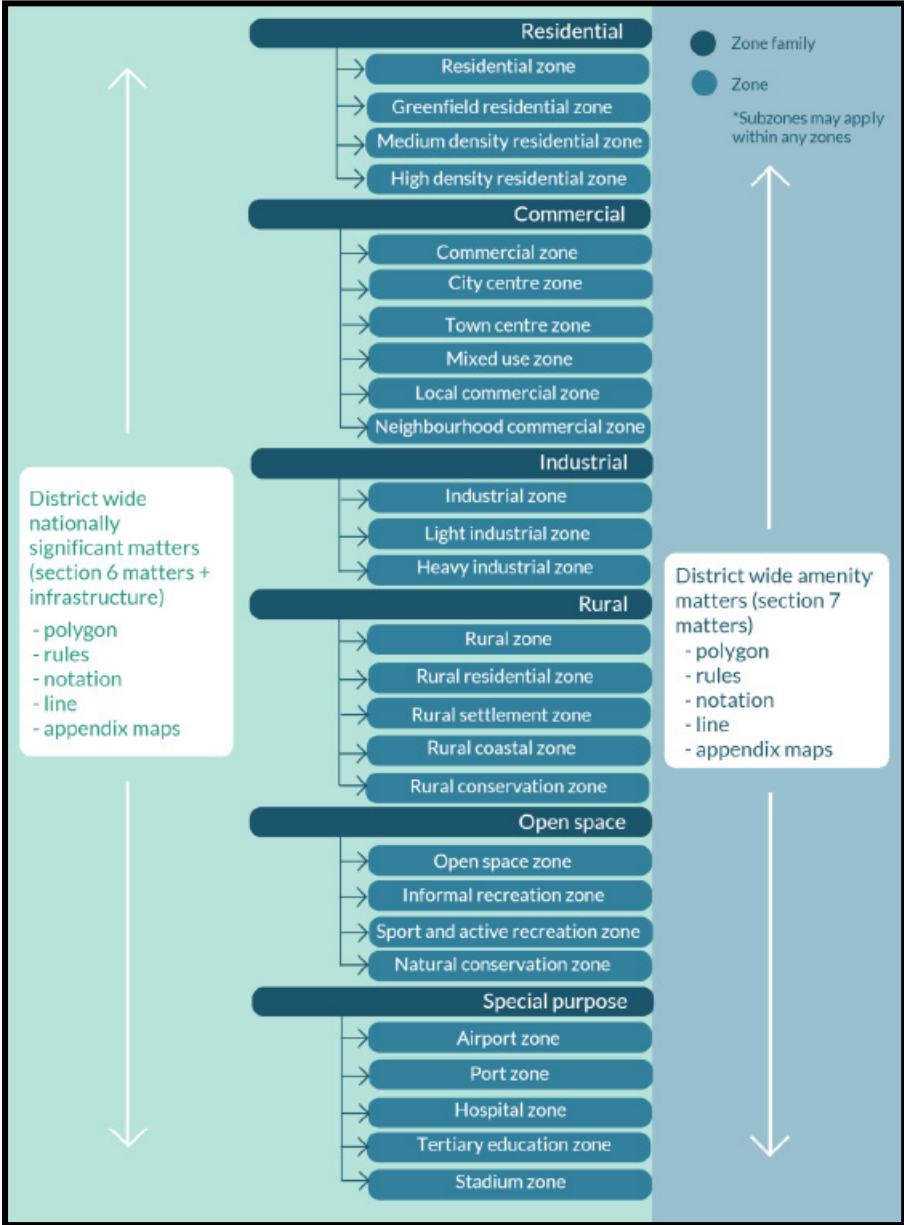 Residential
Residential zone
Greenfield residential zone
Medium density residential zone
High density residential zone
Commercial
Commercial zone
City centre zone
Town centre zone
Mixed use zone
Local commercial zone
Neighbourhood commercial zone
Industrial
Industrial zone
Light industrial zone
Heavy industrial zone
Rural
Rural zone
Rural residential zone
Rural settlement zone
Rural coastal zone
Rural conservation zone
Open space
Open space zone
Informal recreation zone
Sport and active recreation zone
Natural conservation zone
Special purpose
Airport zone
Port zone
Hospital zone
Tertiary education zone
Stadium zone
Zone family
Zone
*Subzones may apply
within any zones
District wide
nationally
significant matters
(section 6 matters +
infrastructure)
- polygon
- rules
- notation
- line
- appendix maps
District wide amenity
matters (section 7
matters)
- polygon
- rules
- notation
- line
- appendix maps